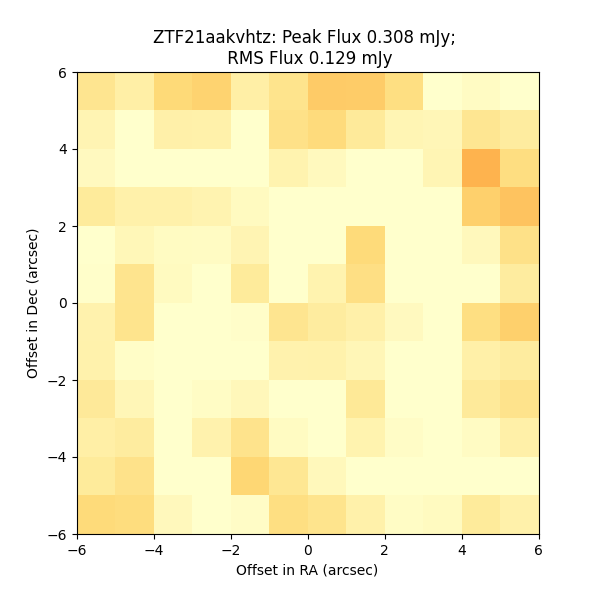 ZTF21aakvhtz: Peak Flux 0.308 mJy;
RMS Flux 0.129 mJy
6
4
2
0
−2
−4
−6
Offset in Dec (arcsec)
−6 −4 −2 0 2 4 6
Offset in RA (arcsec)